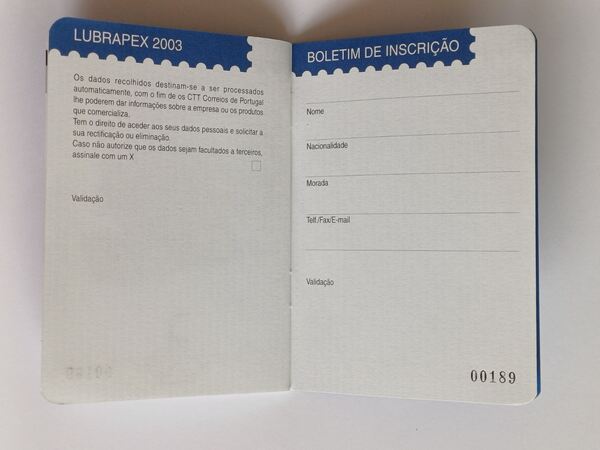 LUBRAPEX 2003
Os dados recolhidos destinam-se a ser processados
automaticamente, com o fim de os CTT Correios de Portugal
lhe poderem dar informações sobre a empresa ou os produtos
que comercializa,
Tem o direito de aceder aos seus dados pessoais e solicitar a
sua rectificação ou eliminação.
Caso não autorize que os dados sejam facultados a terceiros,
assinale com um X
Validação
BOLETIM DE INSCRIÇÃO
Nome
Nacionalidade
Morada
Telf./Fax/E-mail
Validação
00189